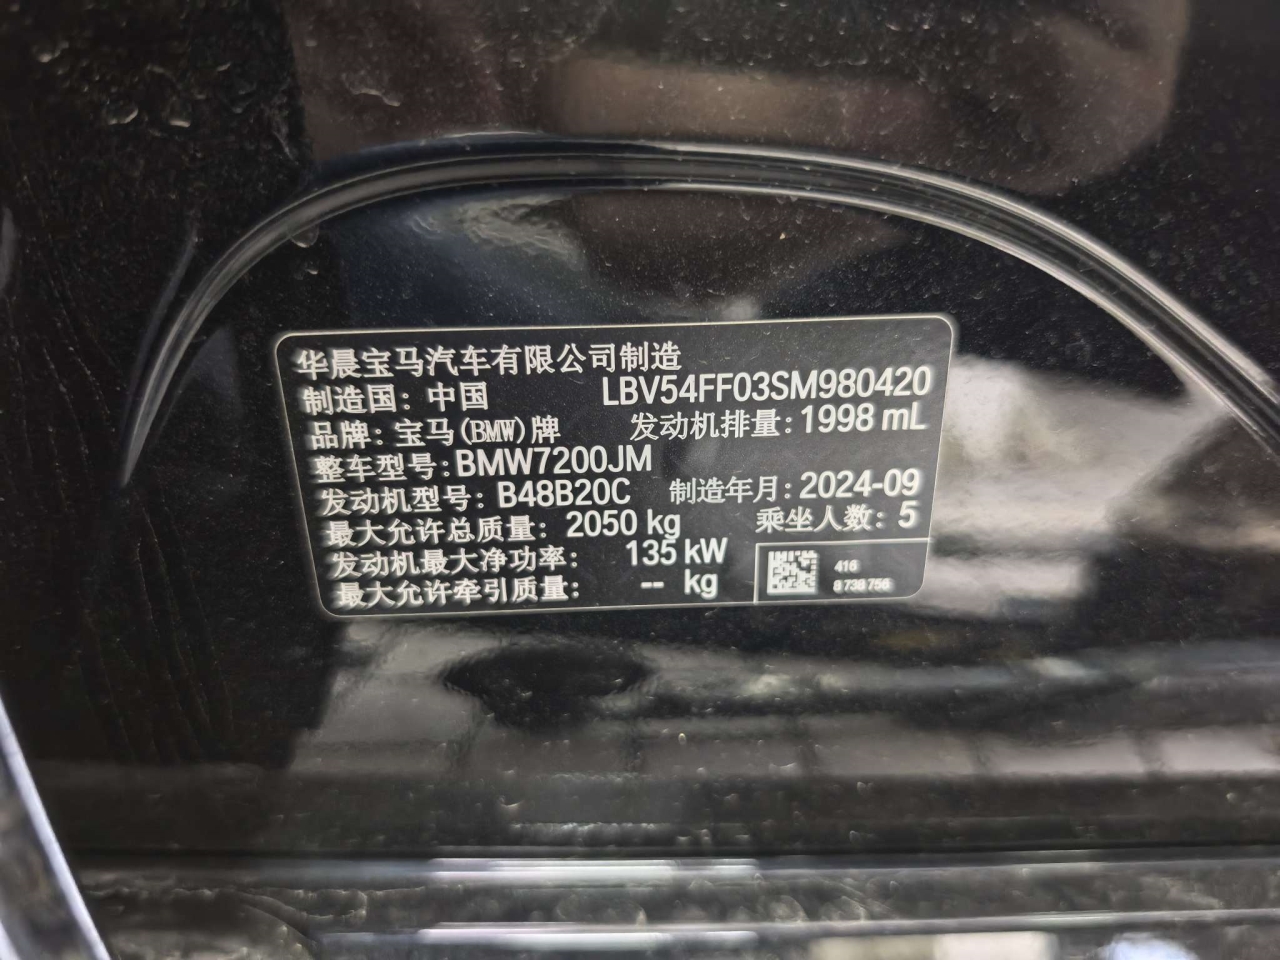 华晨宝马汽车有限公司制造
制造国：中国 LBV54FF03SM980420
品牌：宝马(BMW)牌 发动机排量：1998 mL
整车型号：BMW7200JM
发动机型号：B48B20C 制造年月：2024-09
最大允许总质量：2050 kg 乘坐人数：5
发动机最大净功率：135 kW
最大允许牵引质量：-- kg
416
8 738 756